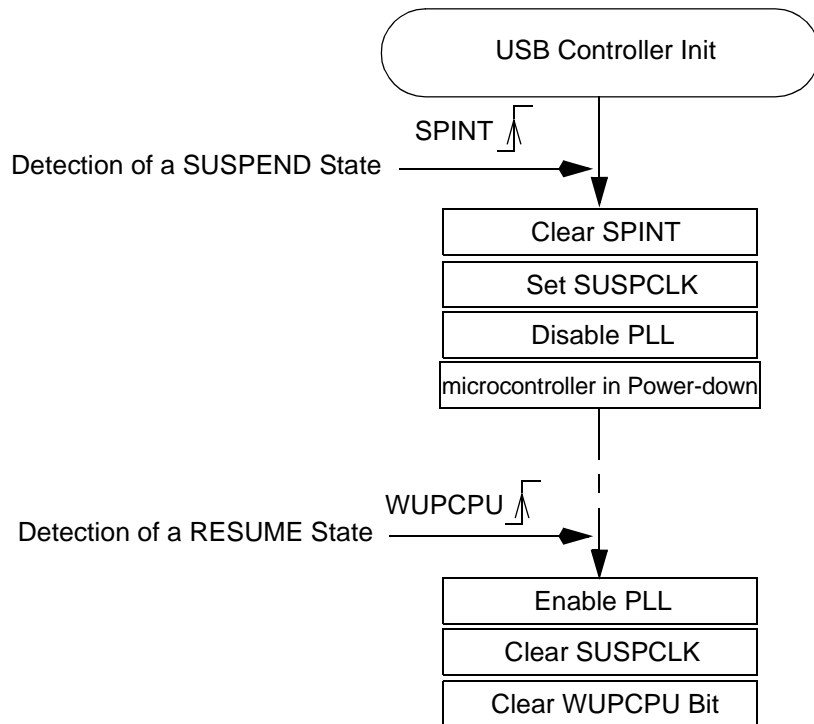 USB Controller Init
SPINT
Detection of a SUSPEND State
Clear SPINT
Set SUSPCLK
Disable PLL
microcontroller in Power-down
WUPCPU
Detection of a RESUME State
Enable PLL
Clear SUSPCLK
Clear WUPCPU Bit